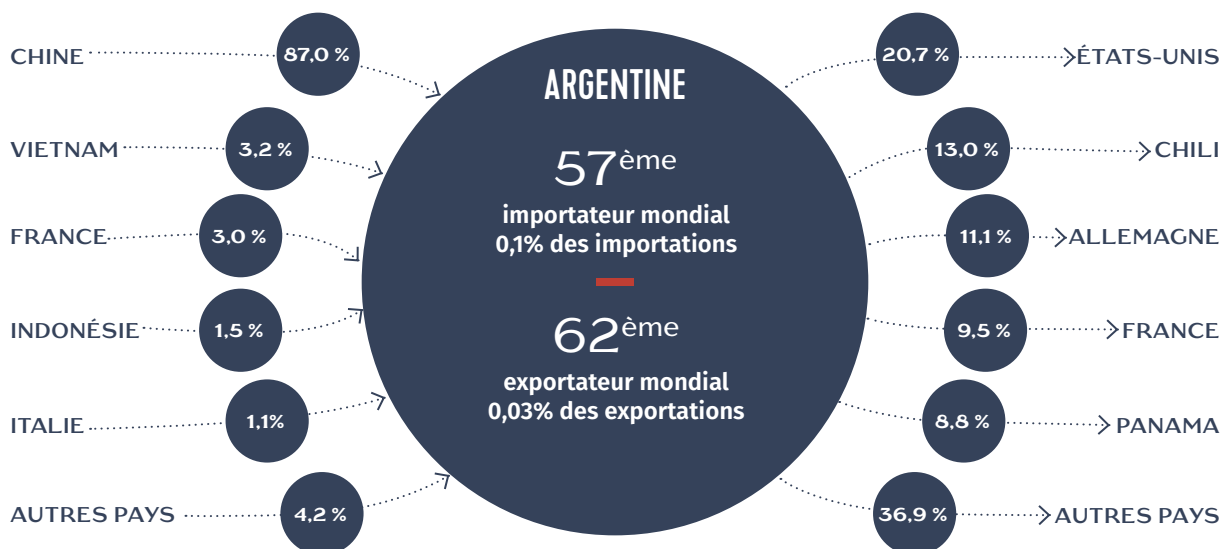 CHINE
87,0 %
VIETNAM
3,2 %
FRANCE
3,0 %
INDONÉSIE
1,5 %
ITALIE
1,1%
AUTRES PAYS
4,2 %
ARGENTINE
57ème
importateur mondial
0,1% des importations
62ème
exportateur mondial
0,03% des exportations
20,7 %
ÉTATS-UNIS
13,0 %
CHILI
11,1 %
ALLEMAGNE
9,5 %
FRANCE
8,8 %
PANAMA
36,9 %
AUTRES PAYS